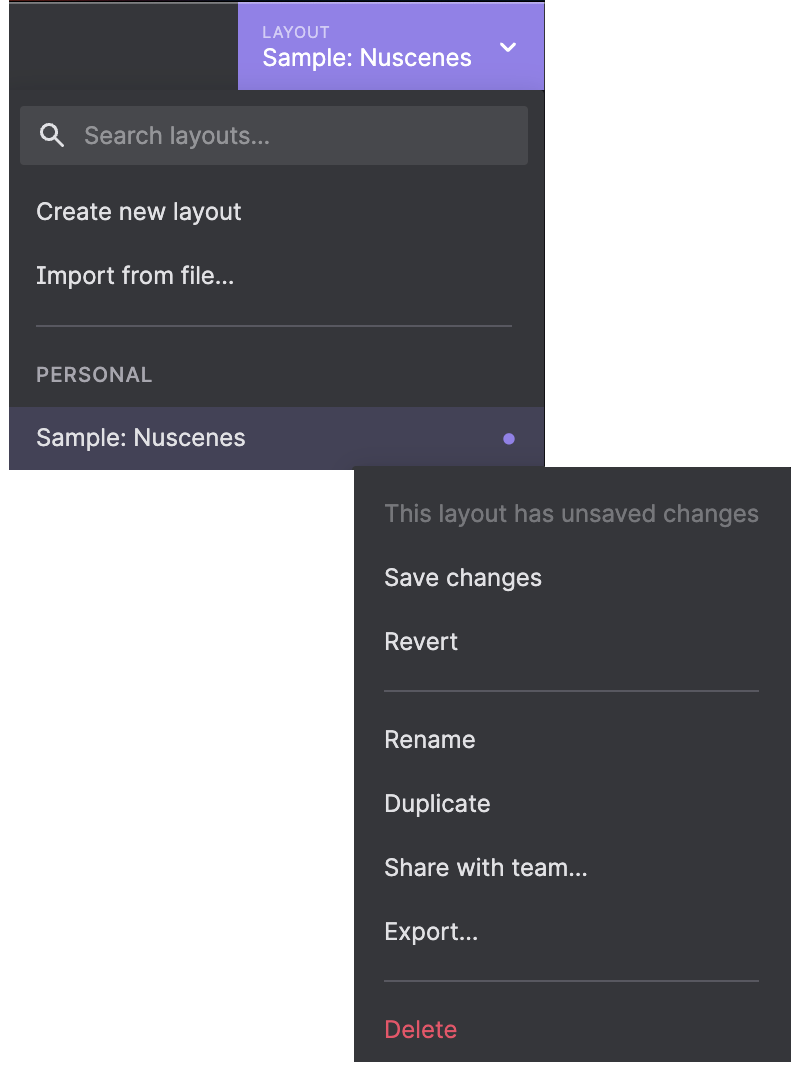 LAYOUT
Sample: Nuscenes
Search layouts...
Create new layout
Import from file...
PERSONAL
Sample: Nuscenes
This layout has unsaved changes
Save changes
Revert
Rename
Duplicate
Share with team...
Export...
Delete